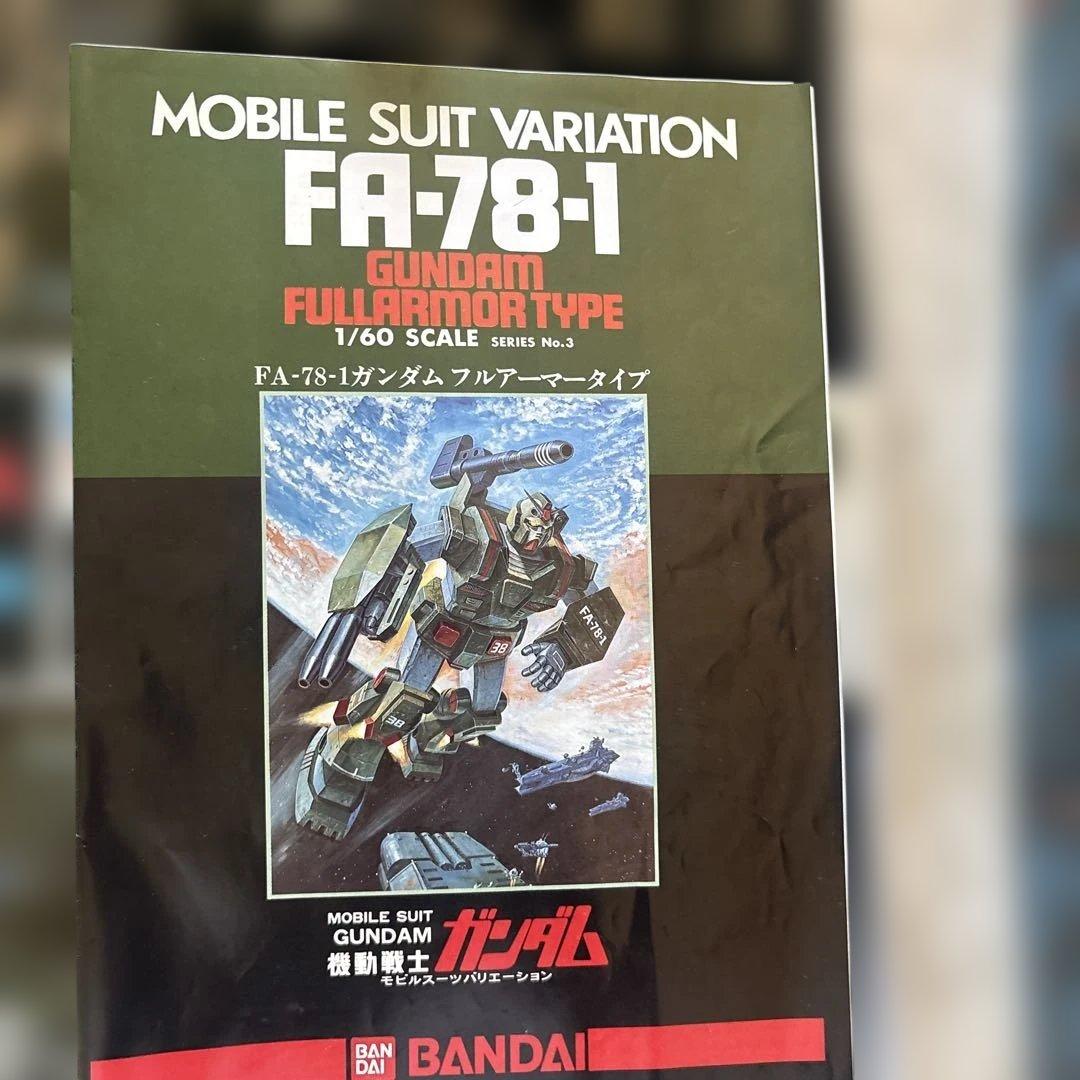 MOBILE SUIT VARIATION
FA-78-1
GUNDAM
FULLARMOR TYPE
1/60 SCALE SERIES No.3
FA-78-1ガンダム フルアーマータイプ
FA-78-1
38
38
MOBILE SUIT
GUNDAM
機動戦士
ガンダム
モビルスーツバリエーション
BAN
DAI
BANDAI